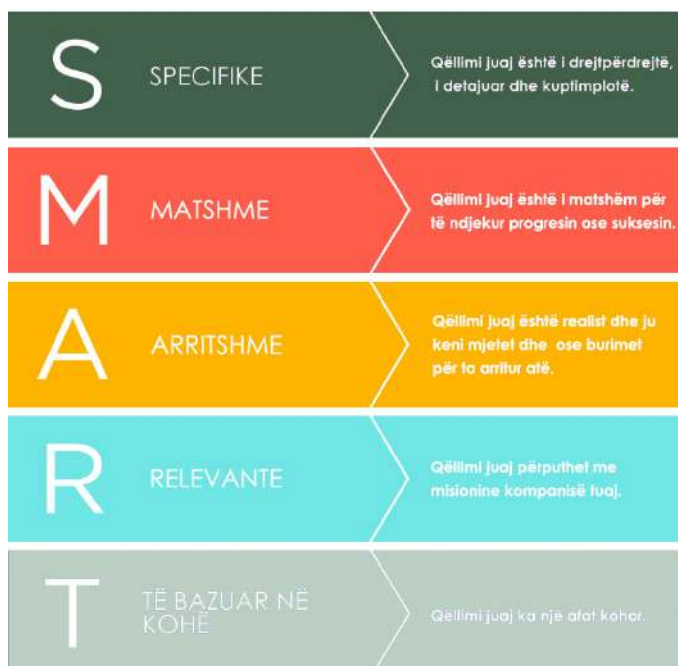 S
SPECIFIKE
Qëllimi juaj është i drejtpërdrejtë,
i detajuar dhe kuptimplotë.
M
MATSHME
Qëllimi juaj është i matshëm për
të ndjekur progresin ose suksesin.
A
ARRITSHME
Qëllimi juaj është realist dhe ju
keni mjetet dhe ose burimet
për ta arritur atë.
R
RELEVANTE
Qëllimi juaj përputhet me
misionine kompanisë tuaj.
T
TË BAZUAR NË
KOHË
Qëllimi juaj ka një afat kohor.